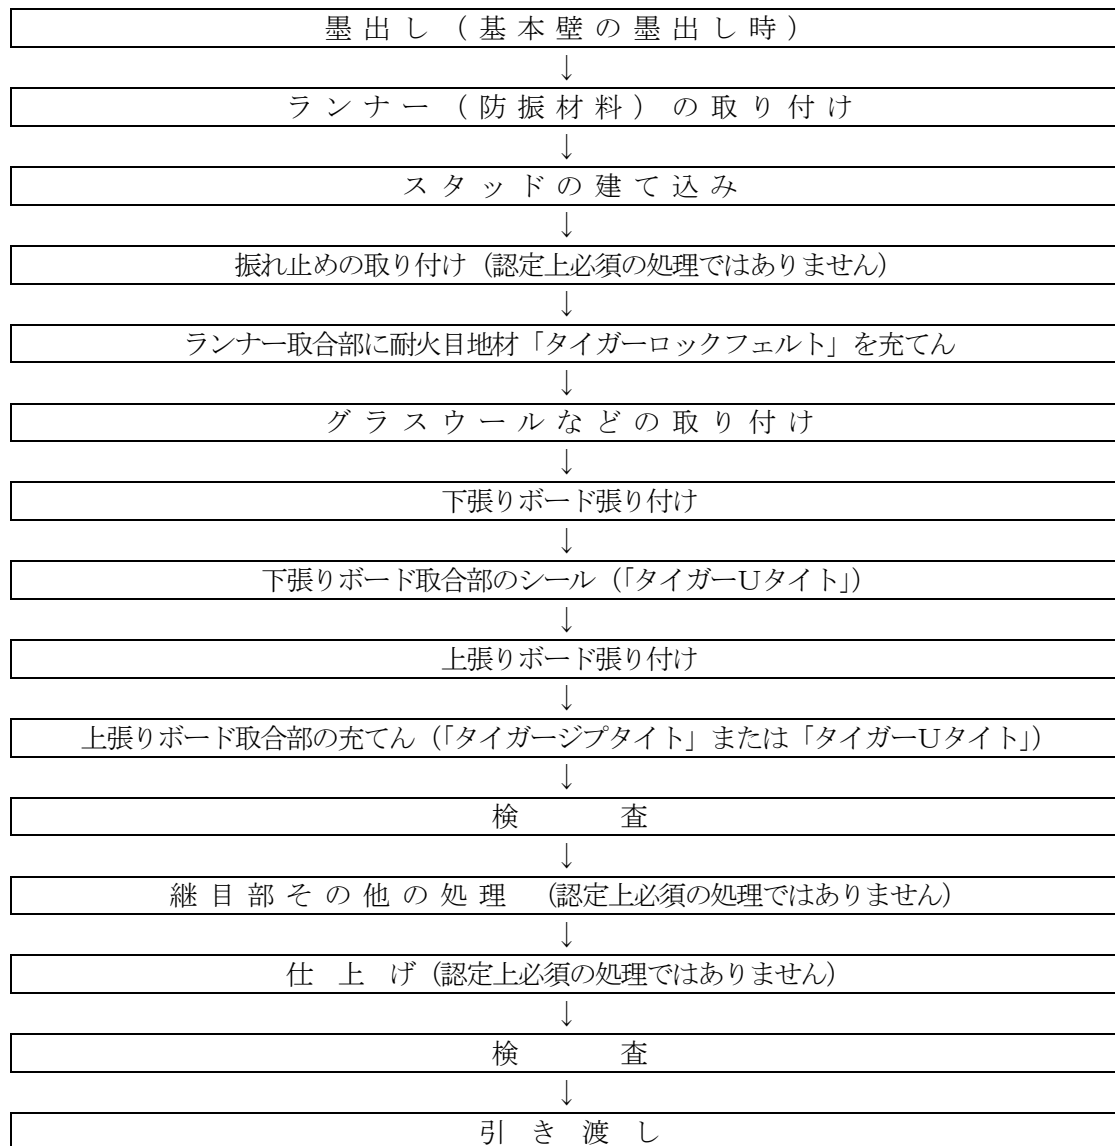 墨出し（基本壁の墨出し時）
↓
ランナー（防振材料）の取り付け
↓
スタッドの建て込み
↓
振れ止めの取り付け（認定上必須の処理ではありません）
↓
ランナー取合部に耐火目地材「タイガーロックフェルト」を充てん
↓
グラスウールなどの取り付け
↓
下張りボード張り付け
↓
下張りボード取合部のシール（「タイガーUタイト」）
↓
上張りボード張り付け
↓
上張りボード取合部の充てん（「タイガージプタイト」または「タイガーUタイト」）
↓
検　査
↓
継目部その他の処理　（認定上必須の処理ではありません）
↓
仕上げ（認定上必須の処理ではありません）
↓
検　査
↓
引き渡し